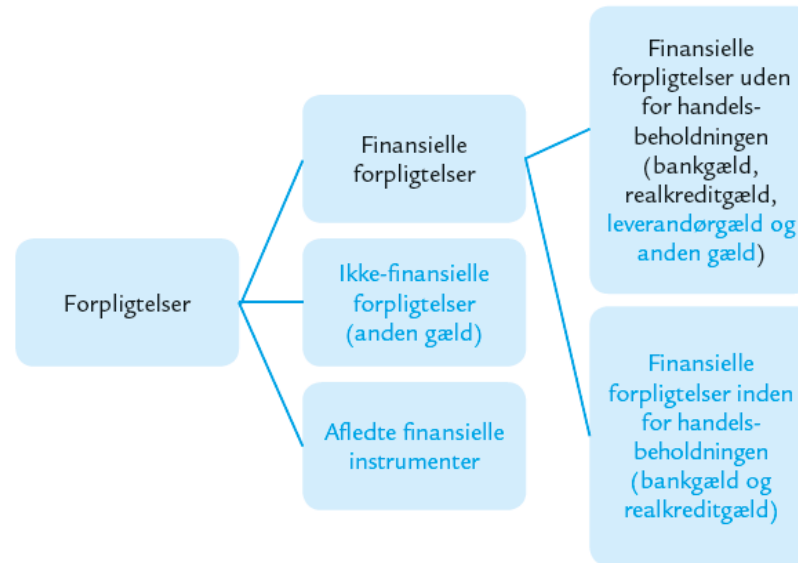 Forpligtelser
Finansielle
forpligtelser
Ikke-finansielle
forpligtelser
(anden gæld)
Afledte finansielle
instrumenter
Finansielle
forpligtelser uden
for handels-
beholdningen
(bankgæld,
realkreditgæld,
leverandørgæld og
anden gæld)
Finansielle
forpligtelser inden
for handels-
beholdningen
(bankgæld og
realkreditgæld)